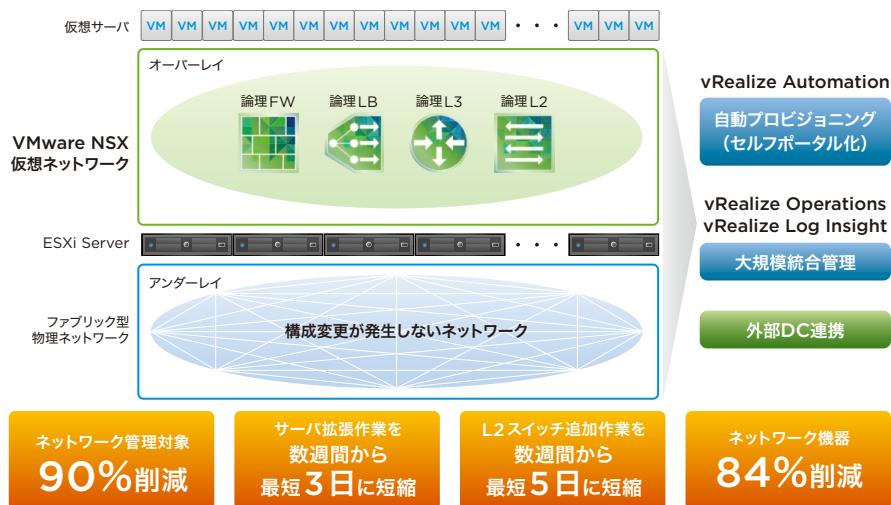 仮想サーバ
VM VM VM VM VM VM VM VM VM VM VM VM ・・・ VM VM VM
オーバーレイ
論理FW 論理LB 論理L3 論理L2
VMware NSX
仮想ネットワーク
ESXi Server
・・・
アンダーレイ
ファブリック型
物理ネットワーク
構成変更が発生しないネットワーク
vRealize Automation
自動プロビジョニング
（セルフポータル化）
vRealize Operations
vRealize Log Insight
大規模統合管理
外部DC連携
ネットワーク管理対象
90%削減
サーバ拡張作業を
数週間から
最短3日に短縮
L2スイッチ追加作業を
数週間から
最短5日に短縮
ネットワーク機器
84%削減